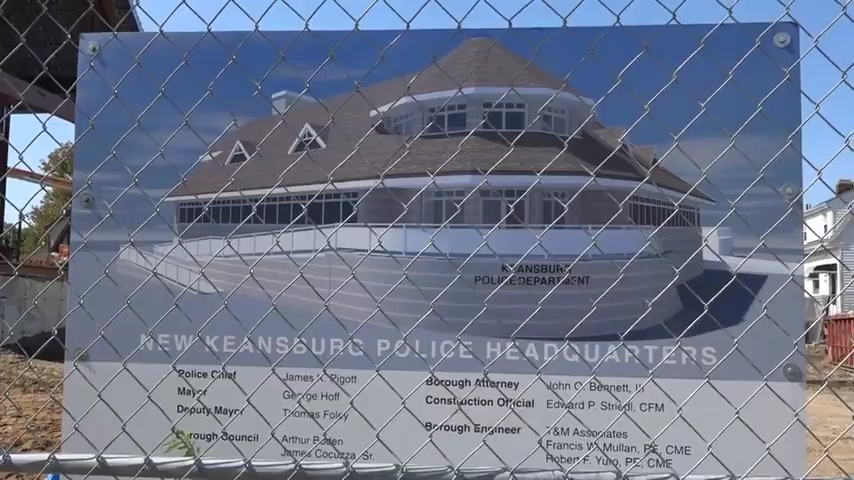 KEANSBURG
POLICE DEPARTMENT
NEW KEANSBURG POLICE HEADQUARTERS
Police Chief James K. Pigott
Mayor George Hoff
Deputy Mayor Thomas Foley
Borough Council Arthur Boden
James Cocuzza, Sr.
Borough Attorney John O. Bennett, III
Construction Official Edward P. Striedl, CFM
Borough Engineer T&M Associates
Francis W. Mullan, PE, CME
Robert F. Yuro, PE, CME